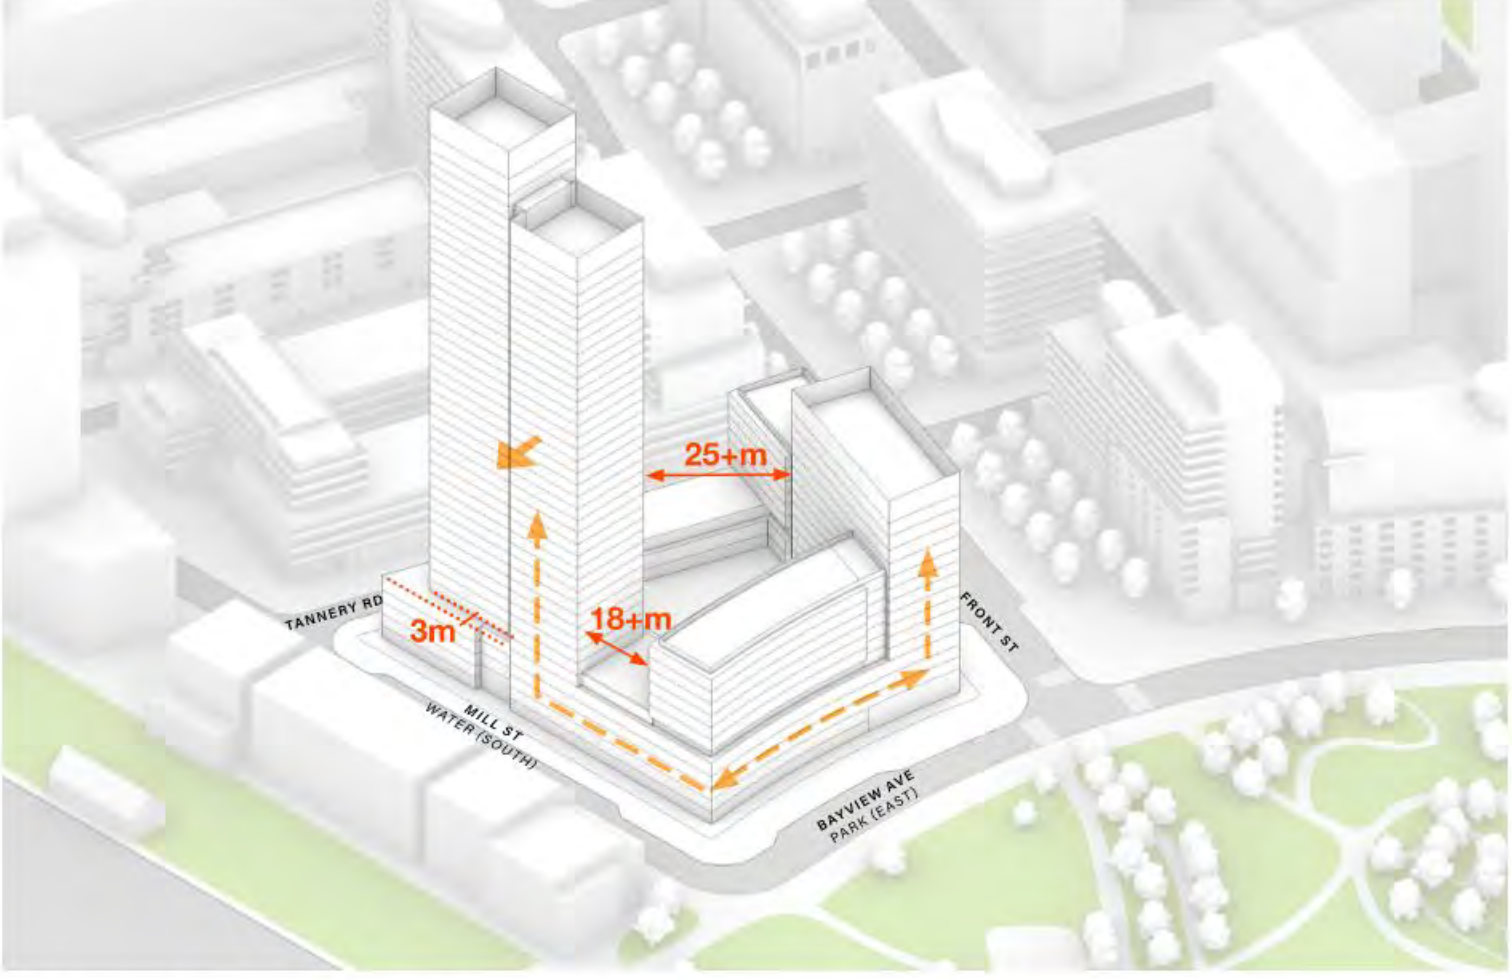 25+m
TANNERY RD
3m
18+m
FRONT ST
MILL ST
WATER (SOUTH)
BAYVIEW AVE
PARK (EAST)